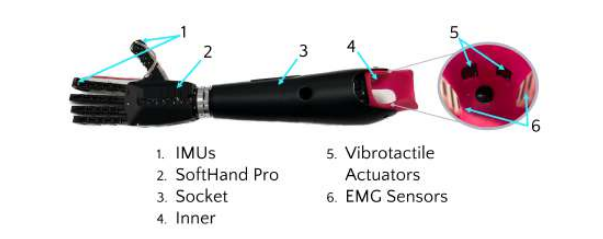 1
2
3
4
5
6
1. IMUs
2. SoftHand Pro
3. Socket
4. Inner
5. Vibrotactile
Actuators
6. EMG Sensors